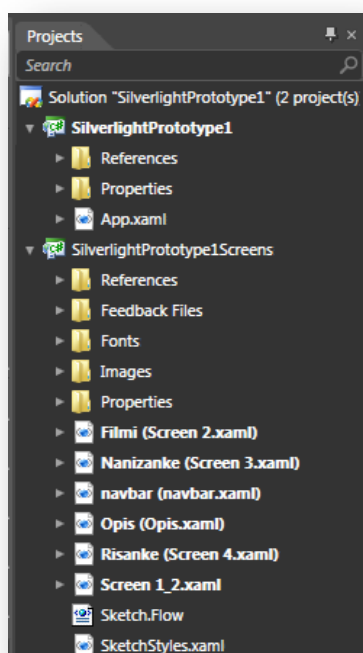 Projects
Search
Solution "SilverlightPrototype1" (2 project(s)
SilverlightPrototype1
References
Properties
App.xaml
SilverlightPrototype1Screens
References
Feedback Files
Fonts
Images
Properties
Filmi (Screen 2.xaml)
Nanizanke (Screen 3.xaml)
navbar (navbar.xaml)
Opis (Opis.xaml)
Risanke (Screen 4.xaml)
Screen 1_2.xaml
Sketch.Flow
SketchStyles.xaml